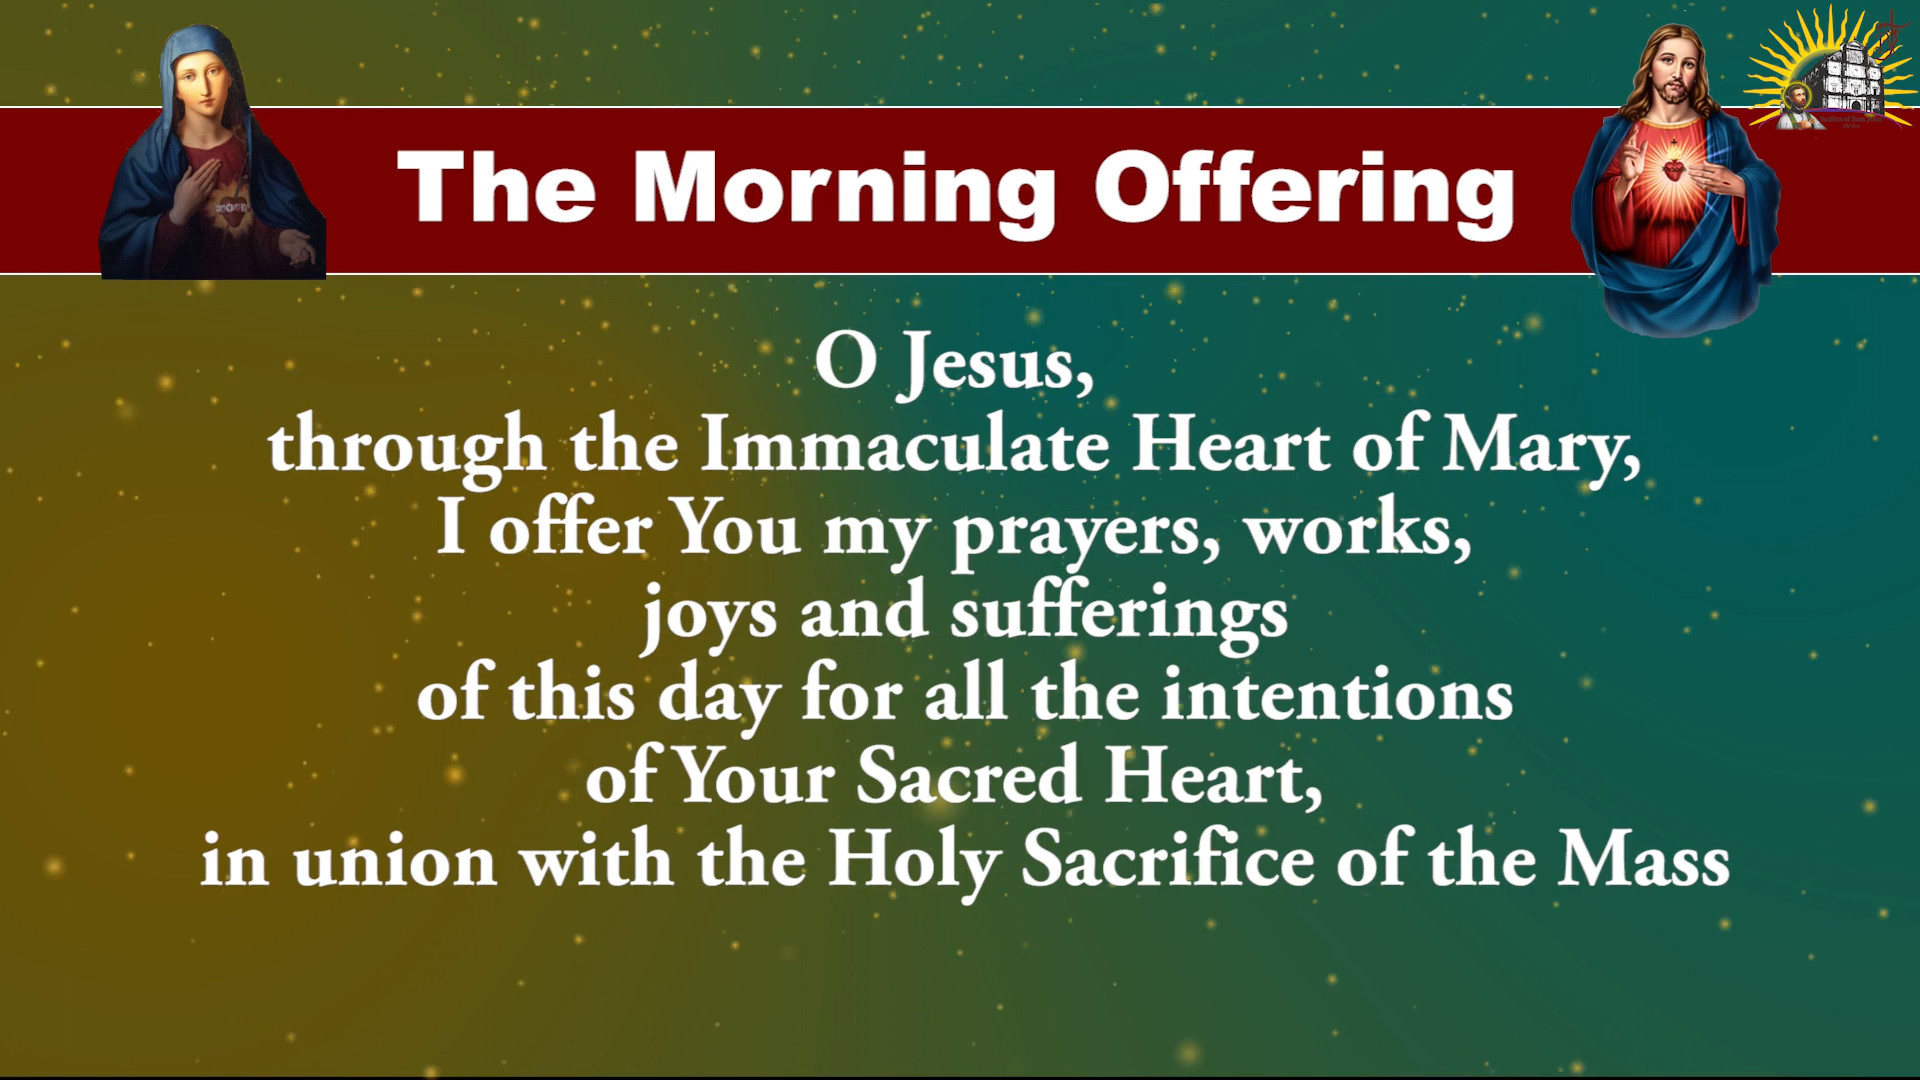 The Morning Offering
O Jesus,
through the Immaculate Heart of Mary,
I offer You my prayers, works,
joys and sufferings
of this day for all the intentions
of Your Sacred Heart,
in union with the Holy Sacrifice of the Mass